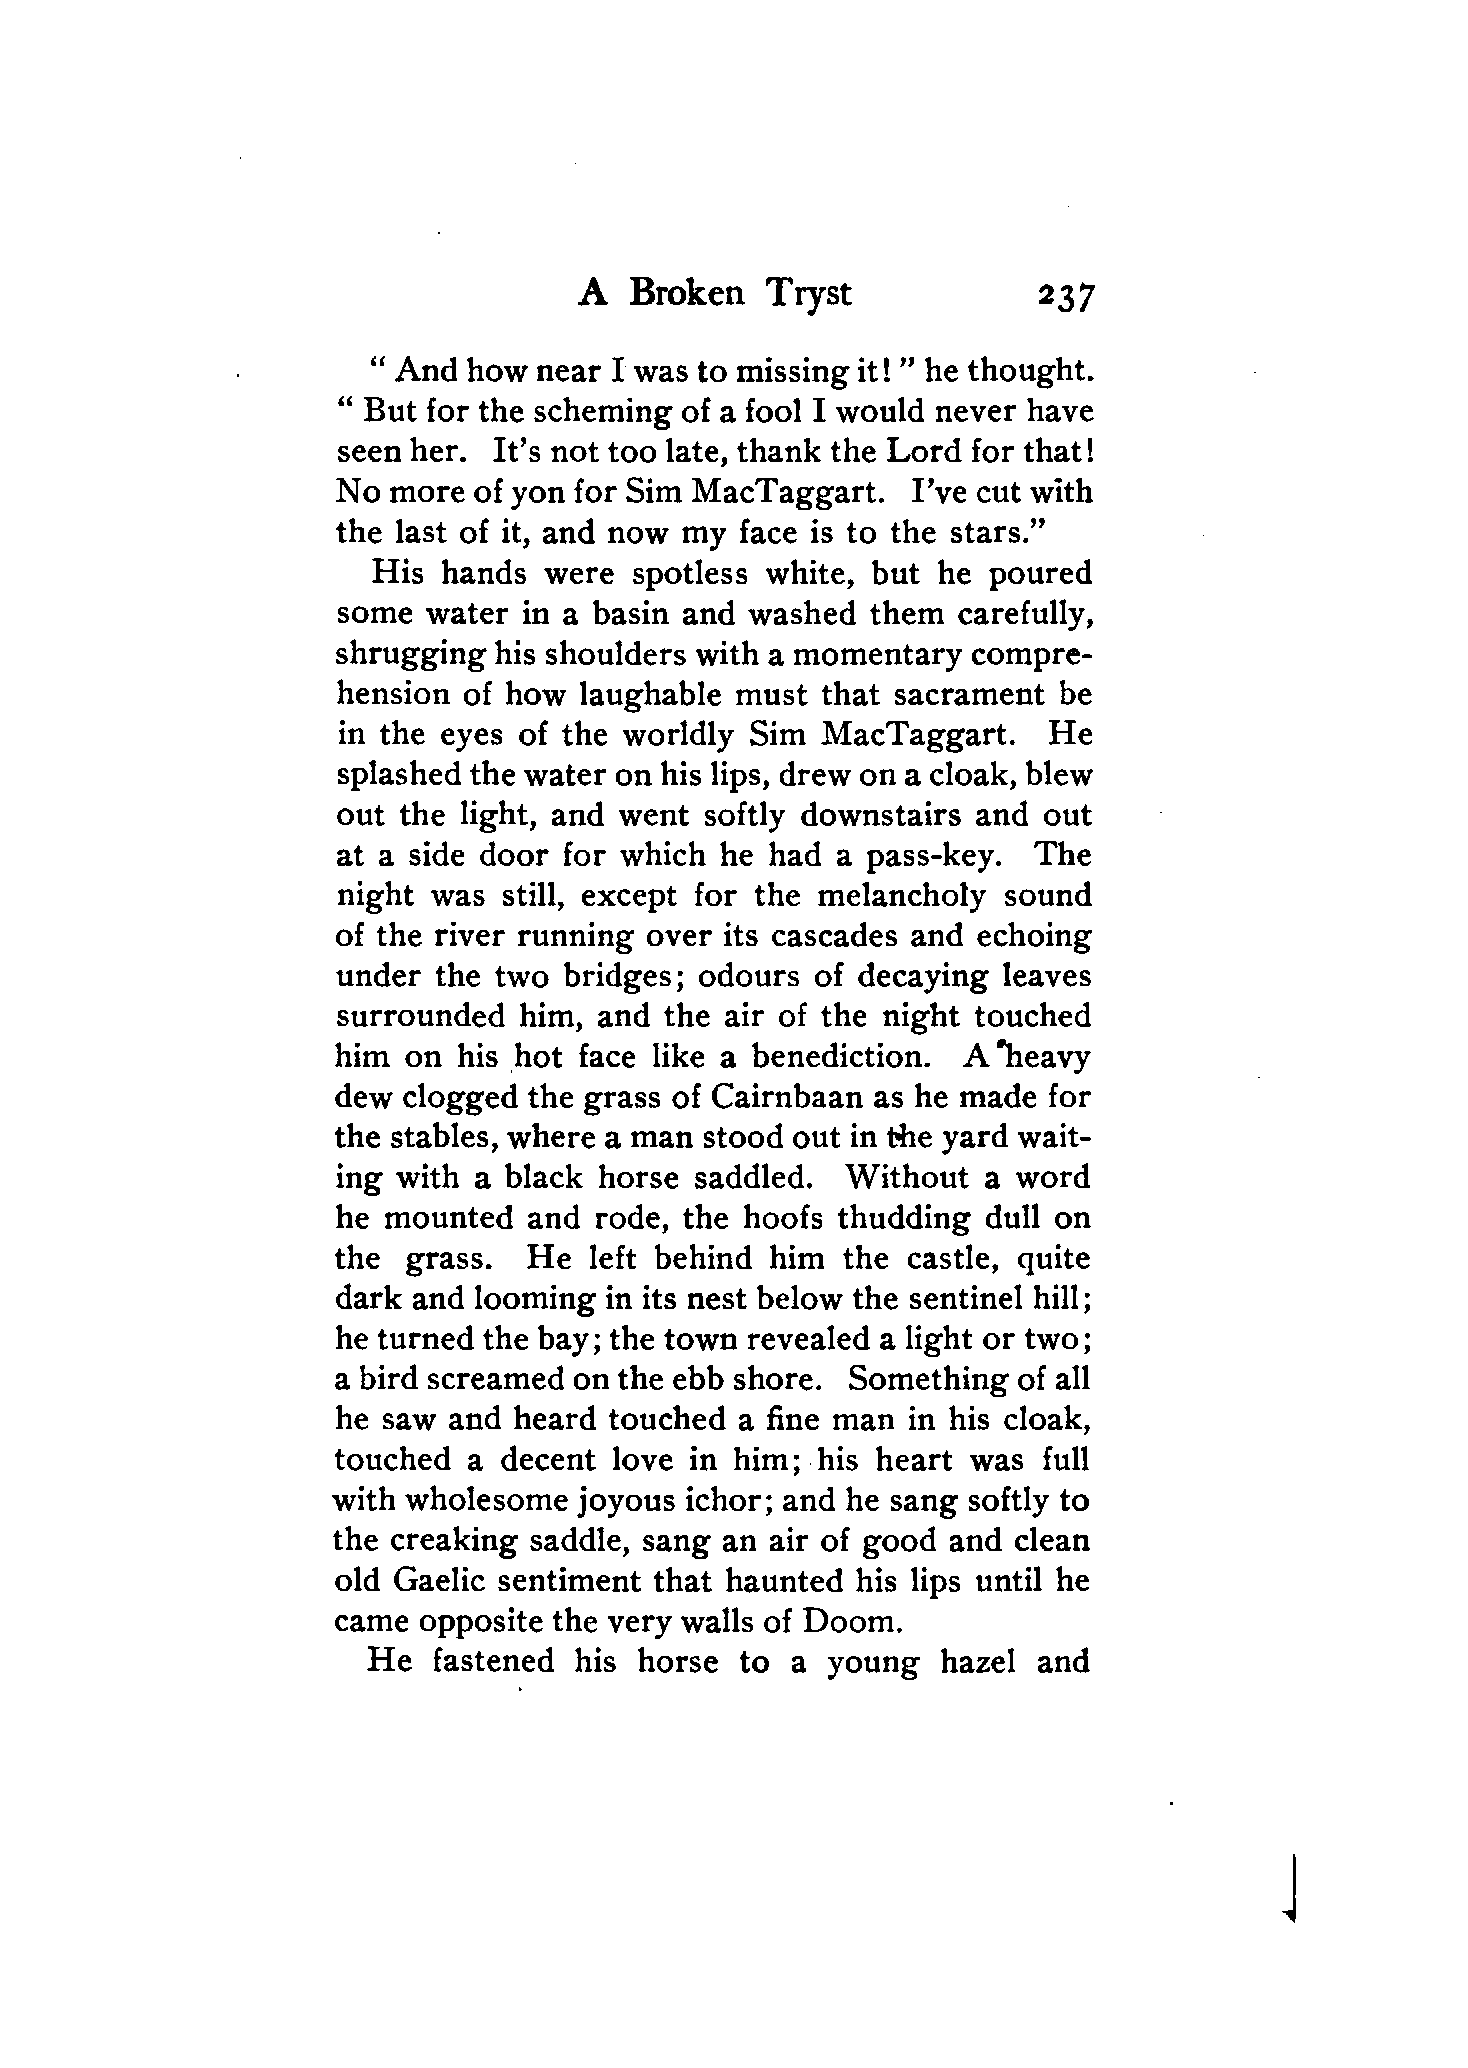 A Broken Tryst 237
“ And how near I was to missing it! ” he thought.
“ But for the scheming of a fool I would never have
seen her. It’s not too late, thank the Lord for that!
No more of yon for Sim MacTaggart. I’ve cut with
the last of it, and now my face is to the stars.”
His hands were spotless white, but he poured
some water in a basin and washed them carefully,
shrugging his shoulders with a momentary compre-
hension of how laughable must that sacrament be
in the eyes of the worldly Sim MacTaggart. He
splashed the water on his lips, drew on a cloak, blew
out the light, and went softly downstairs and out
at a side door for which he had a pass-key. The
night was still, except for the melancholy sound
of the river running over its cascades and echoing
under the two bridges; odours of decaying leaves
surrounded him, and the air of the night touched
him on his hot face like a benediction. A heavy
dew clogged the grass of Cairnbaan as he made for
the stables, where a man stood out in the yard wait-
ing with a black horse saddled. Without a word
he mounted and rode, the hoofs thudding dull on
the grass. He left behind him the castle, quite
dark and looming in its nest below the sentinel hill;
he turned the bay; the town revealed a light or two;
a bird screamed on the ebb shore. Something of all
he saw and heard touched a fine man in his cloak,
touched a decent love in him; his heart was full
with wholesome joyous ichor; and he sang softly to
the creaking saddle, sang an air of good and clean
old Gaelic sentiment that haunted his lips until he
came opposite the very walls of Doom.
He fastened his horse to a young hazel and